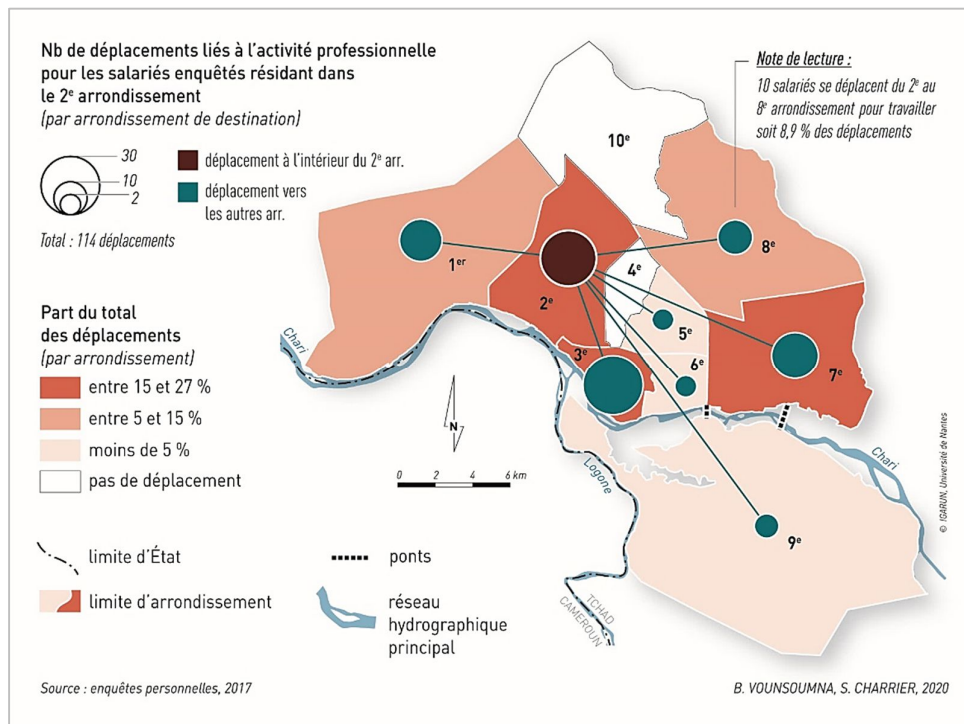 Nb de déplacements liés à l’activité professionnelle
pour les salariés enquêtés résidant dans
le 2e arrondissement
(par arrondissement de destination)
30
10
2
Total : 114 déplacements
déplacement à l’intérieur du 2e arr.
déplacement vers
les autres arr.
Note de lecture :
10 salariés se déplacent du 2e au
8e arrondissement pour travailler
soit 8,9 % des déplacements
Part du total
des déplacements
(par arrondissement)
entre 15 et 27 %
entre 5 et 15 %
moins de 5 %
pas de déplacement
limite d’État
limite d’arrondissement
ponts
réseau
hydrographique
principal
10e
1er
8e
4e
2e
5e
3e
6e
7e
9e
Chari
Logone
Chari
N
0 2 4 6 km
TCHAD
CAMEROUN
© IGARUN, Université de Nantes
Source : enquêtes personnelles, 2017
B. VOUNSOUMNA, S. CHARRIER, 2020